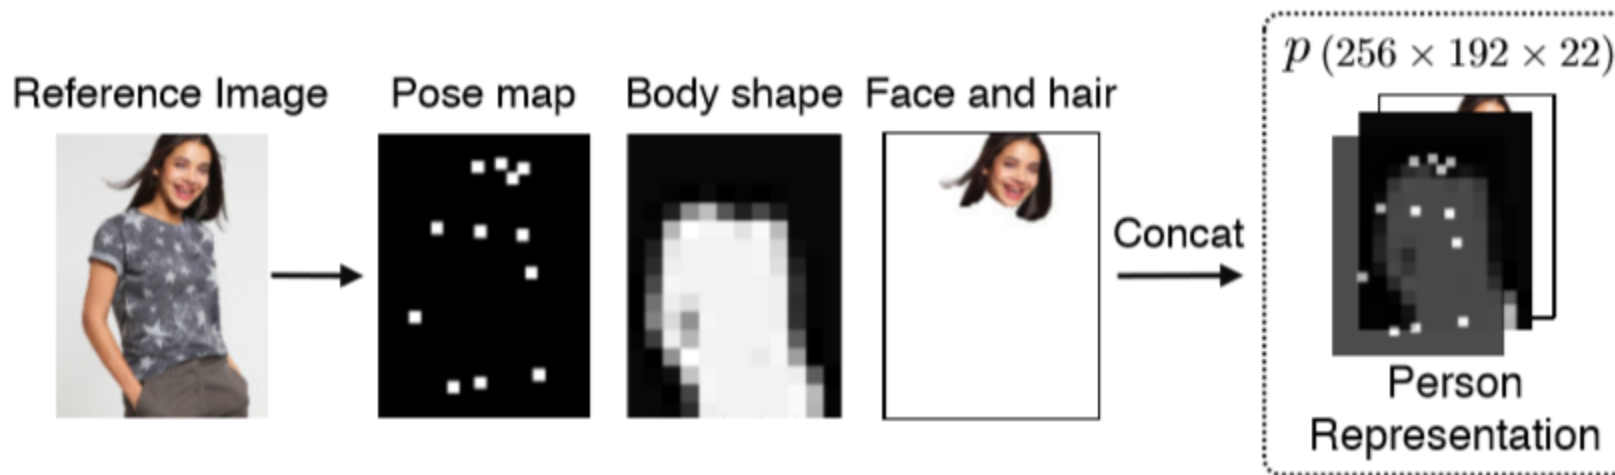 Reference Image
Pose map
Body shape
Face and hair
Concat
p (256 × 192 × 22)
Person
Representation